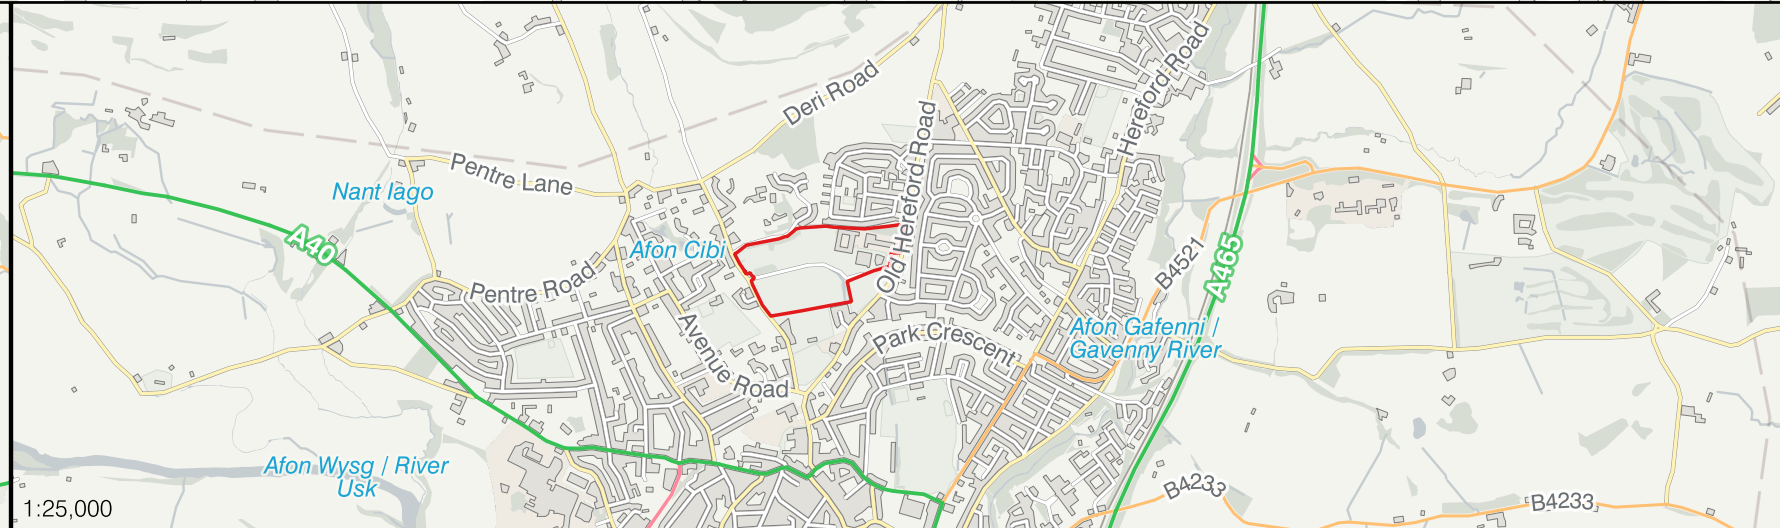 Deri Road
Hereford Road
Old Hereford Road
Pentre Lane
Nant Iago
A40
Afon Cibi
B4521
A465
Pentre Road
Avenue Road
Park Crescent
Afon Gafenni /
Gavenny River
Afon Wysg / River
Usk
B4233
B4233
1:25,000